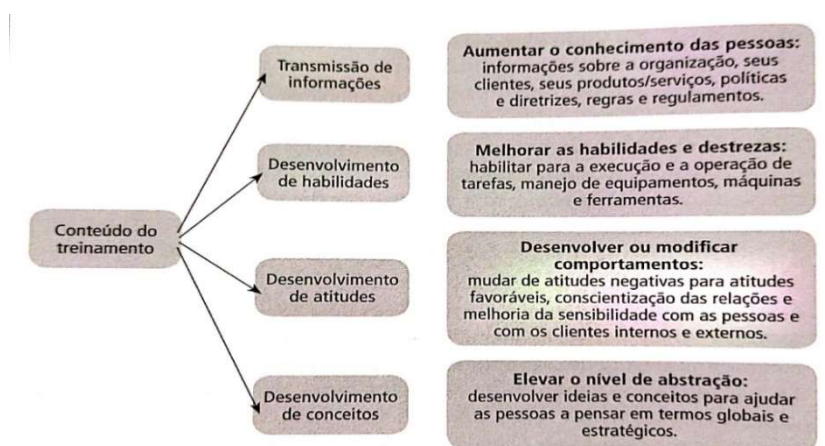 Conteúdo do
treinamento
Transmissão de
informações
Aumentar o conhecimento das pessoas:
informações sobre a organização, seus
clientes, seus produtos/serviços, políticas
e diretrizes, regras e regulamentos.
Desenvolvimento
de habilidades
Melhorar as habilidades e destrezas:
habilitar para a execução e a operação de
tarefas, manejo de equipamentos, máquinas
e ferramentas.
Desenvolvimento
de atitudes
Desenvolver ou modificar
comportamentos:
mudar de atitudes negativas para atitudes
favoráveis, conscientização das relações e
melhoria da sensibilidade com as pessoas e
com os clientes internos e externos.
Desenvolvimento
de conceitos
Elevar o nível de abstração:
desenvolver ideias e conceitos para ajudar
as pessoas a pensar em termos globais e
estratégicos.